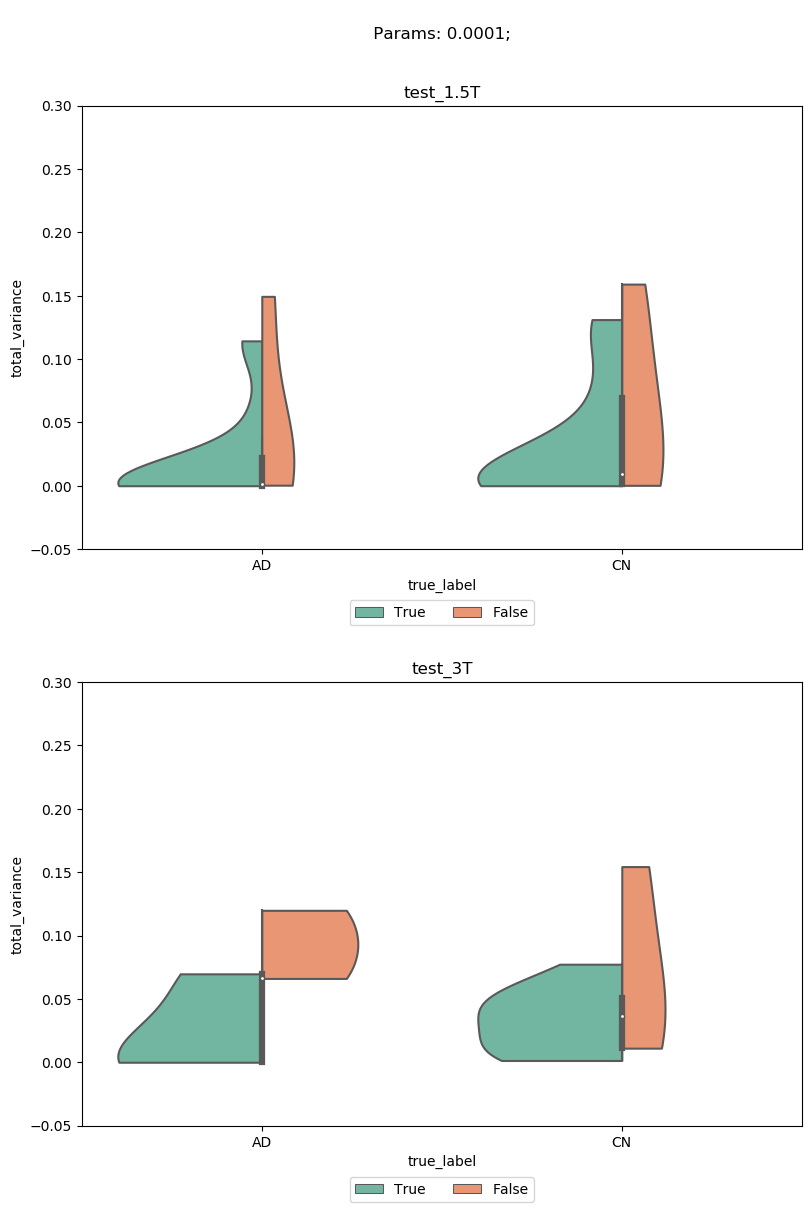 Params: 0.0001;
test_1.5T
0.30
0.25
0.20
0.15
0.10
0.05
0.00
−0.05
total_variance
AD CN
true_label
True False
test_3T
0.30
0.25
0.20
0.15
0.10
0.05
0.00
−0.05
total_variance
AD CN
true_label
True False